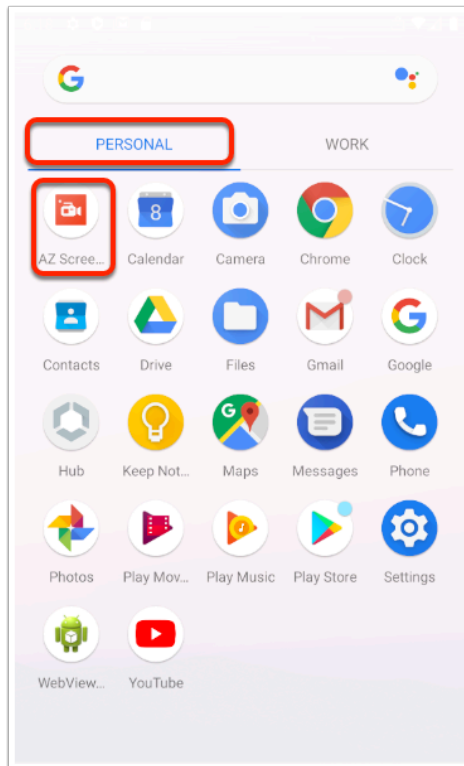 PERSONAL WORK
8
AZ Scree... Calendar Camera Chrome Clock
Contacts Drive Files Gmail Google
Hub Keep Not... Maps Messages Phone
Photos Play Mov... Play Music Play Store Settings
WebView... YouTube